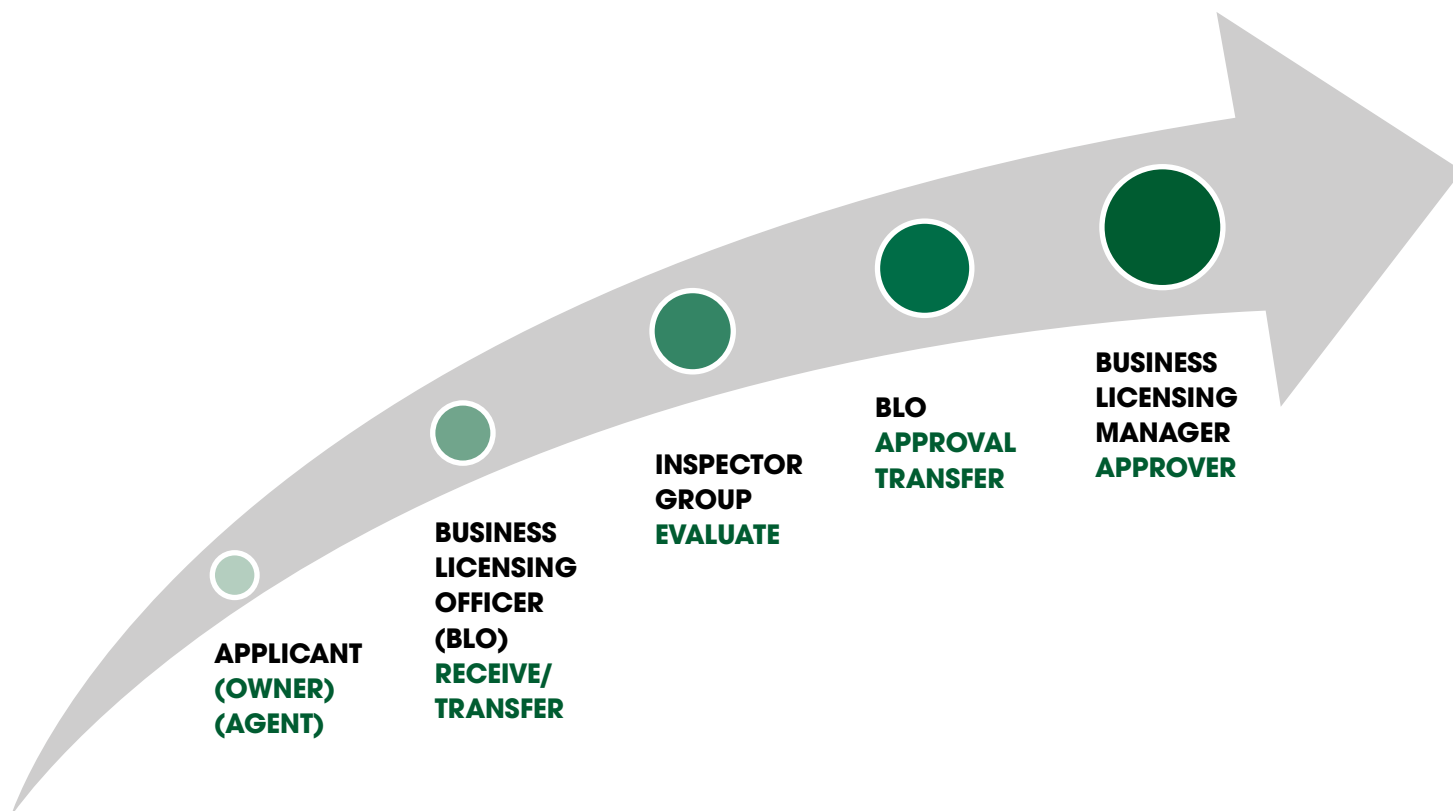 APPLICANT
(OWNER)
(AGENT)
BUSINESS
LICENSING
OFFICER
(BLO)
RECEIVE/
TRANSFER
INSPECTOR
GROUP
EVALUATE
BLO
APPROVAL
TRANSFER
BUSINESS
LICENSING
MANAGER
APPROVER